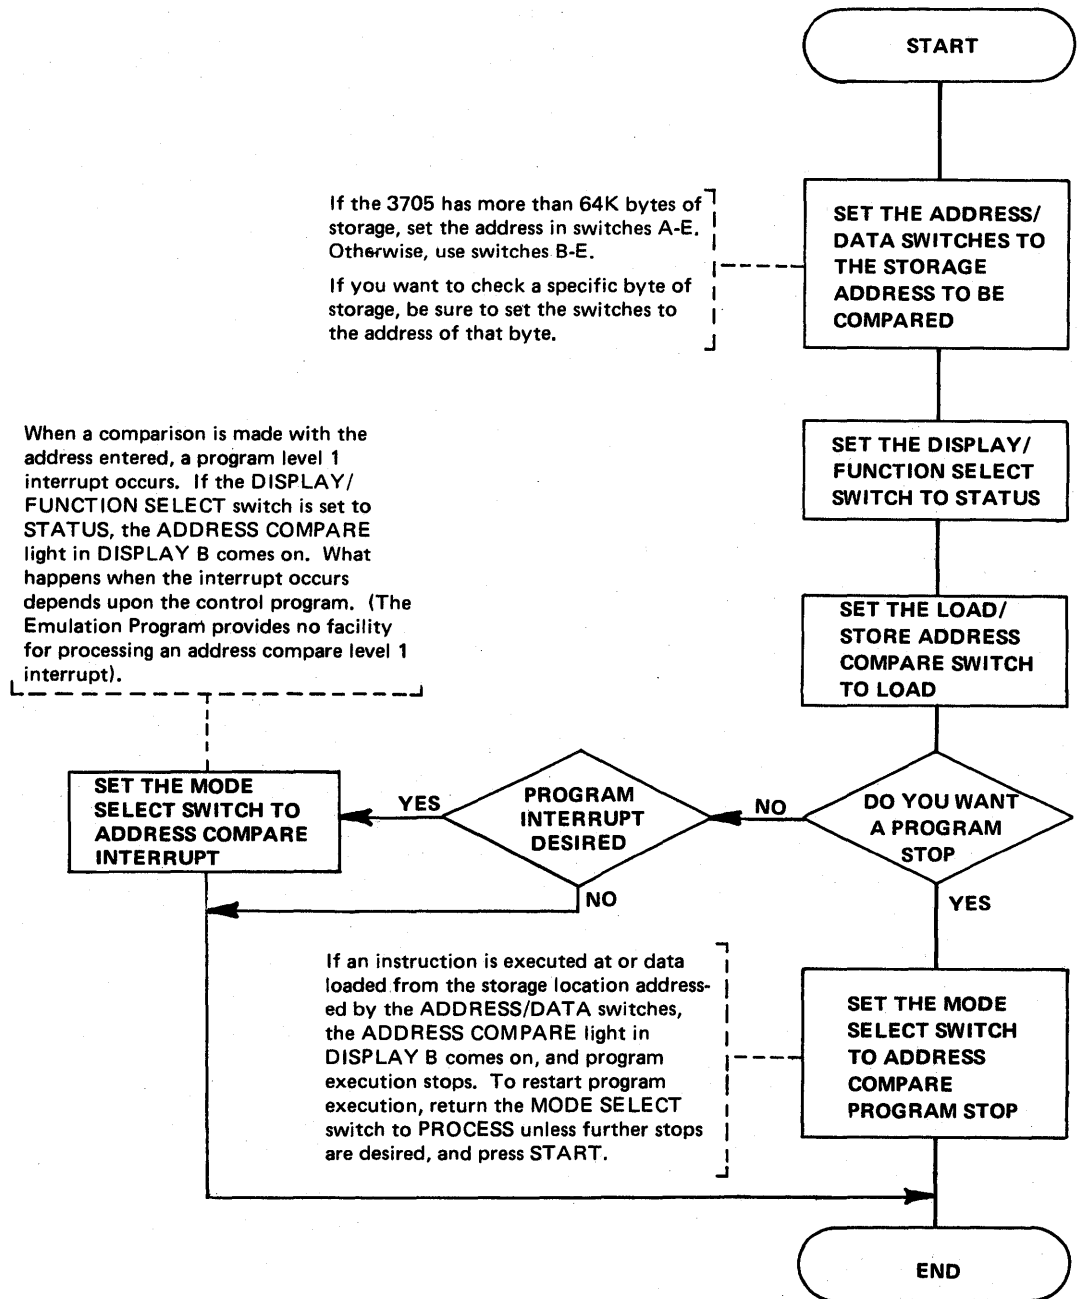 START
If the 3705 has more than 64K bytes of
storage, set the address in switches A-E.
Otherwise, use switches B-E.
If you want to check a specific byte of
storage, be sure to set the switches to
the address of that byte.
SET THE ADDRESS/
DATA SWITCHES TO
THE STORAGE
ADDRESS TO BE
COMPARED
SET THE DISPLAY/
FUNCTION SELECT
SWITCH TO STATUS
When a comparison is made with the
address entered, a program level 1
interrupt occurs. If the DISPLAY/
FUNCTION SELECT switch is set to
STATUS, the ADDRESS COMPARE
light in DISPLAY B comes on. What
happens when the interrupt occurs
depends upon the control program. (The
Emulation Program provides no facility
for processing an address compare level 1
interrupt).
SET THE LOAD/
STORE ADDRESS
COMPARE SWITCH
TO LOAD
DO YOU WANT
A PROGRAM
STOP
NO
PROGRAM
INTERRUPT
DESIRED
YES
SET THE MODE
SELECT SWITCH TO
ADDRESS COMPARE
INTERRUPT
NO
YES
If an instruction is executed at or data
loaded from the storage location address-
ed by the ADDRESS/DATA switches,
the ADDRESS COMPARE light in
DISPLAY B comes on, and program
execution stops. To restart program
execution, return the MODE SELECT
switch to PROCESS unless further stops
are desired, and press START.
SET THE MODE
SELECT SWITCH
TO ADDRESS
COMPARE
PROGRAM STOP
END